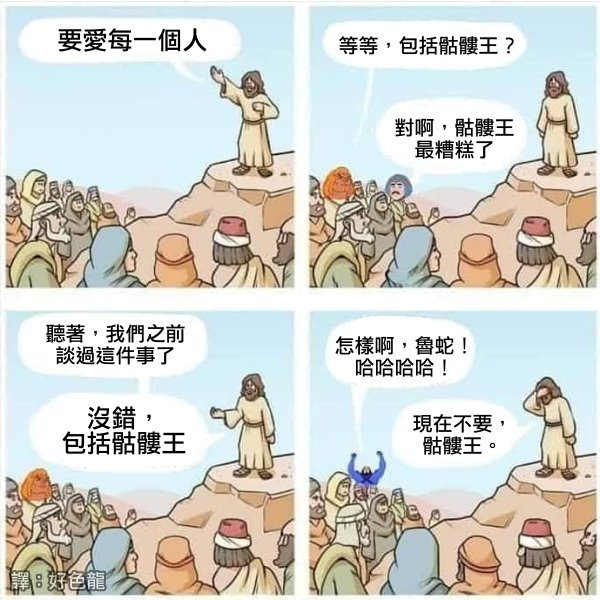 要愛每一個人
等等，包括骷髏王？
對啊，骷髏王
最糟糕了
聽著，我們之前
談過這件事了
沒錯，
包括骷髏王
怎樣啊，魯蛇！
哈哈哈哈！
現在不要，
骷髏王。
譯：好色龍